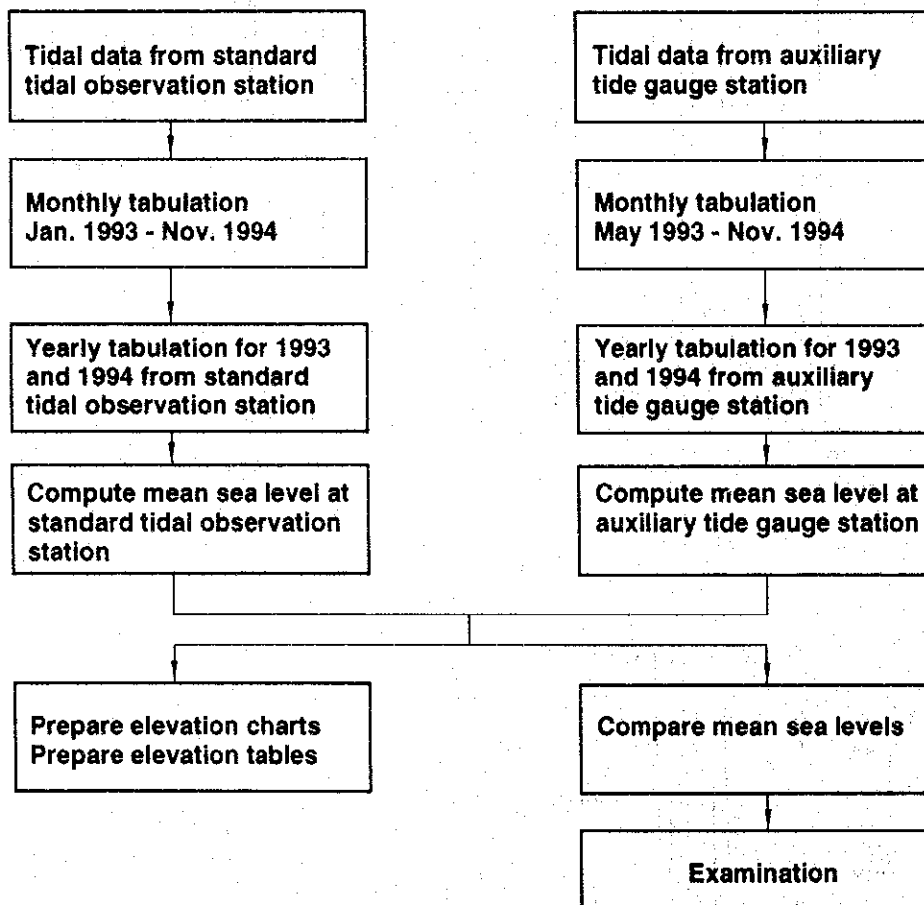 Tidal data from standard
tidal observation station
Tidal data from auxiliary
tide gauge station
Monthly tabulation
Jan. 1993 - Nov. 1994
Monthly tabulation
May 1993 - Nov. 1994
Yearly tabulation for 1993
and 1994 from standard
tidal observation station
Yearly tabulation for 1993
and 1994 from auxiliary
tide gauge station
Compute mean sea level at
standard tidal observation
station
Compute mean sea level at
auxiliary tide gauge station
Prepare elevation charts
Prepare elevation tables
Compare mean sea levels
Examination